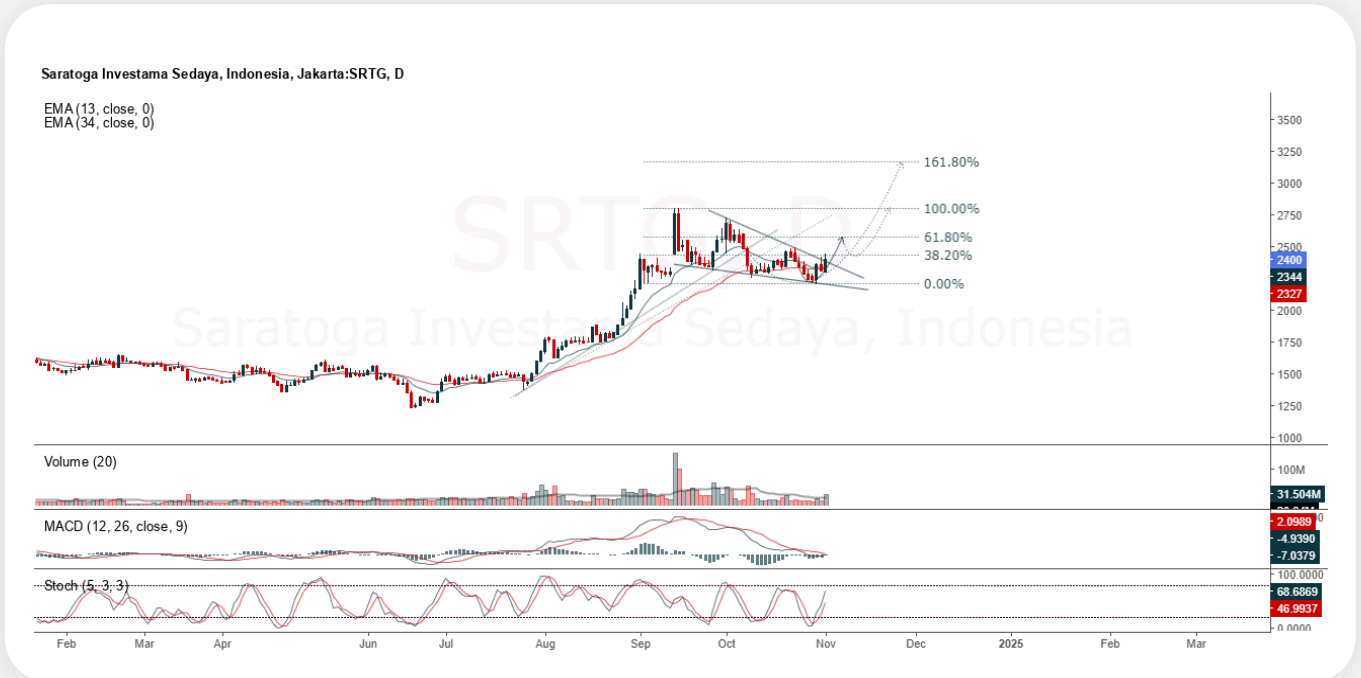 Saratoga Investama Sedaya, Indonesia, Jakarta:SRTG, D
EMA (13, close, 0)
EMA (34, close, 0)
SRTG, D
Saratoga Investama Sedaya, Indonesia
161.80%
100.00%
61.80%
38.20%
0.00%
3500
3250
3000
2750
2500
2400
2344
2327
2000
1750
1500
1250
1000
Volume (20)
100M
31.504M
MACD (12, 26, close, 9)
2.0989
-4.9390
-7.0379
Stoch (5, 3, 3)
100.0000
68.6869
46.9937
0.0000
Feb Mar Apr Jun Jul Aug Sep Oct Nov Dec 2025 Feb Mar